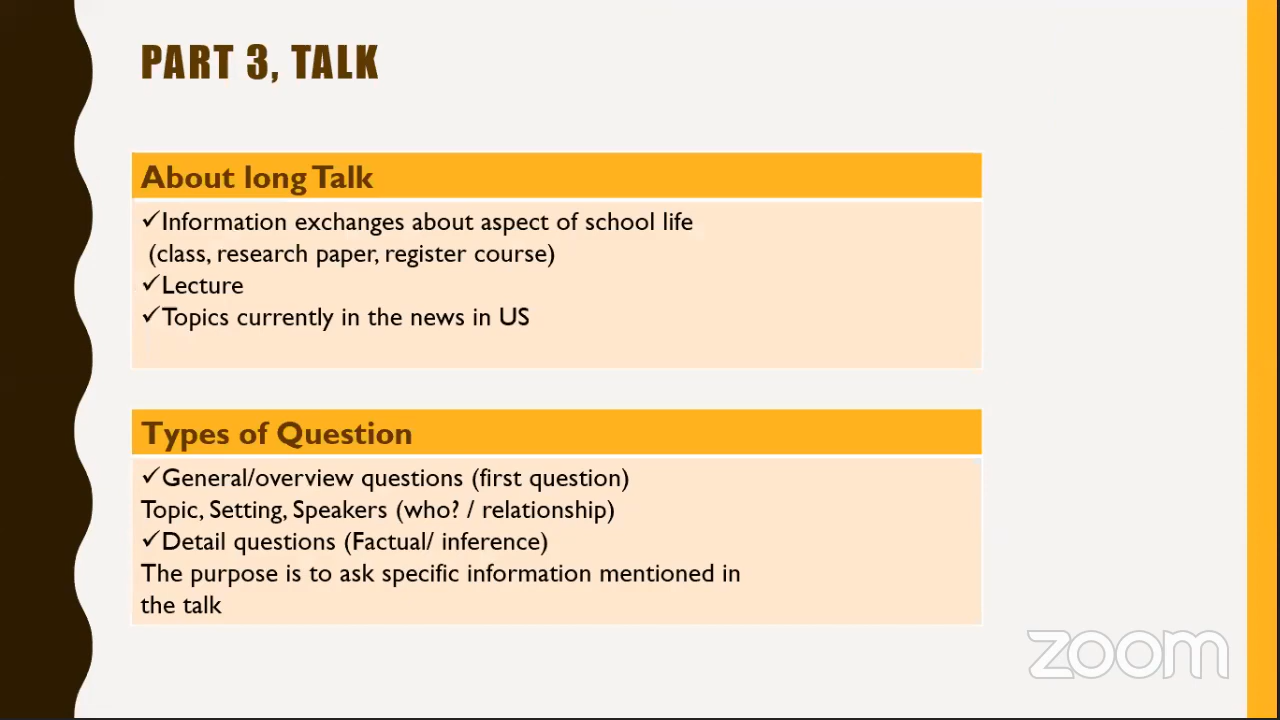 PART 3, TALK
About long Talk
✓Information exchanges about aspect of school life
(class, research paper, register course)
✓Lecture
✓Topics currently in the news in US
Types of Question
✓General/overview questions (first question)
Topic, Setting, Speakers (who? / relationship)
✓Detail questions (Factual/ inference)
The purpose is to ask specific information mentioned in
the talk
zoom